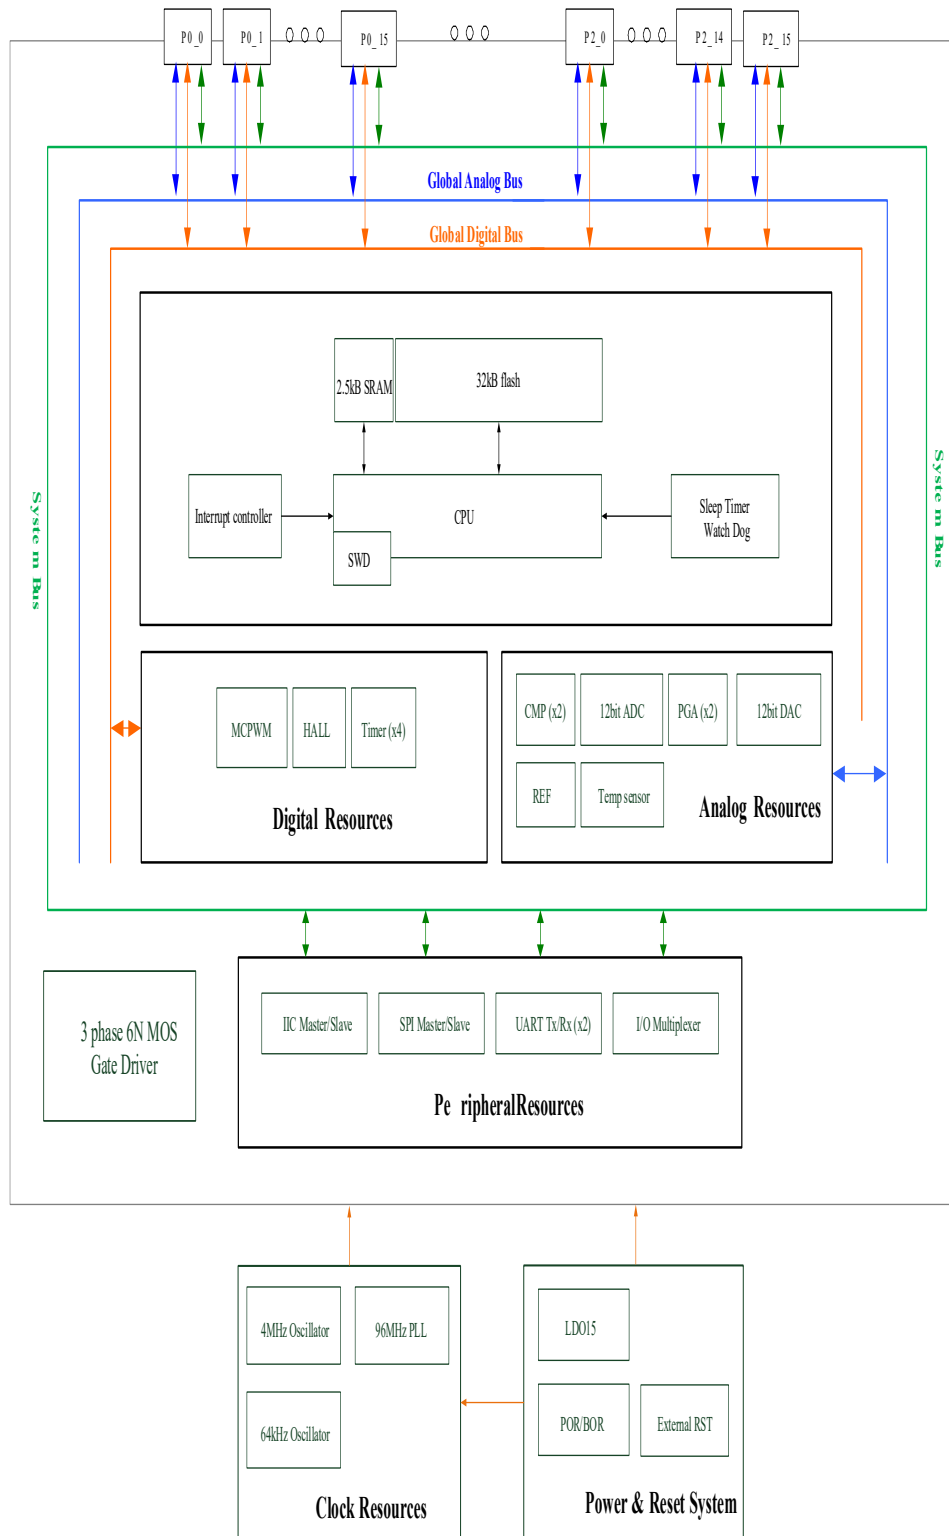 P0_0
P0_1
P0_15
P2_0
P2_14
P2_15
Global Analog Bus
Global Digital Bus
2.5kB SRAM
32kB flash
Interrupt controller
CPU
Sleep Timer
Watch Dog
SWD
Syste m Bus
Syste m Bus
MCPWM
HALL
Timer (x4)
Digital Resources
CMP (x2)
12bit ADC
PGA (x2)
12bit DAC
REF
Temp sensor
Analog Resources
3 phase 6N MOS
Gate Driver
IIC Master/Slave
SPI Master/Slave
UART Tx/Rx (x2)
I/O Multiplexer
Pe ripheralResources
4MHz Oscillator
96MHz PLL
64kHz Oscillator
Clock Resources
LDO15
POR/BOR
External RST
Power & Reset System